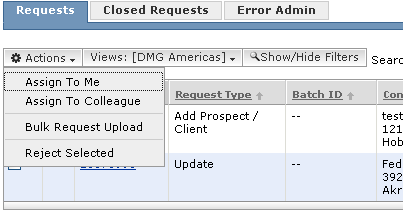 Requests Closed Requests Error Admin
Actions Views: [DMG Americas] Show/Hide Filters Searc
Assign To Me
Assign To Colleague
Bulk Request Upload
Reject Selected
Request Type Batch ID Con
Add Prospect / Client -- test 121 Hob
Update -- Fed 392 Akr